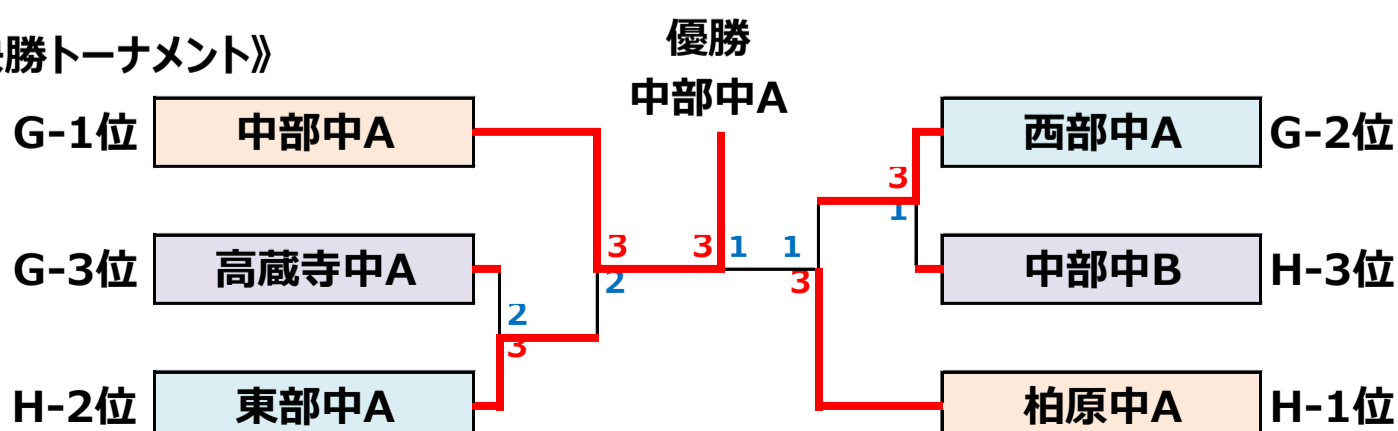 勝トーナメント》
優勝
中部中A
G-1位 中部中A
西部中A G-2位
3
1
G-3位 高蔵寺中A
3 3 1 1
2 3
中部中B H-3位
2
3
H-2位 東部中A
柏原中A H-1位